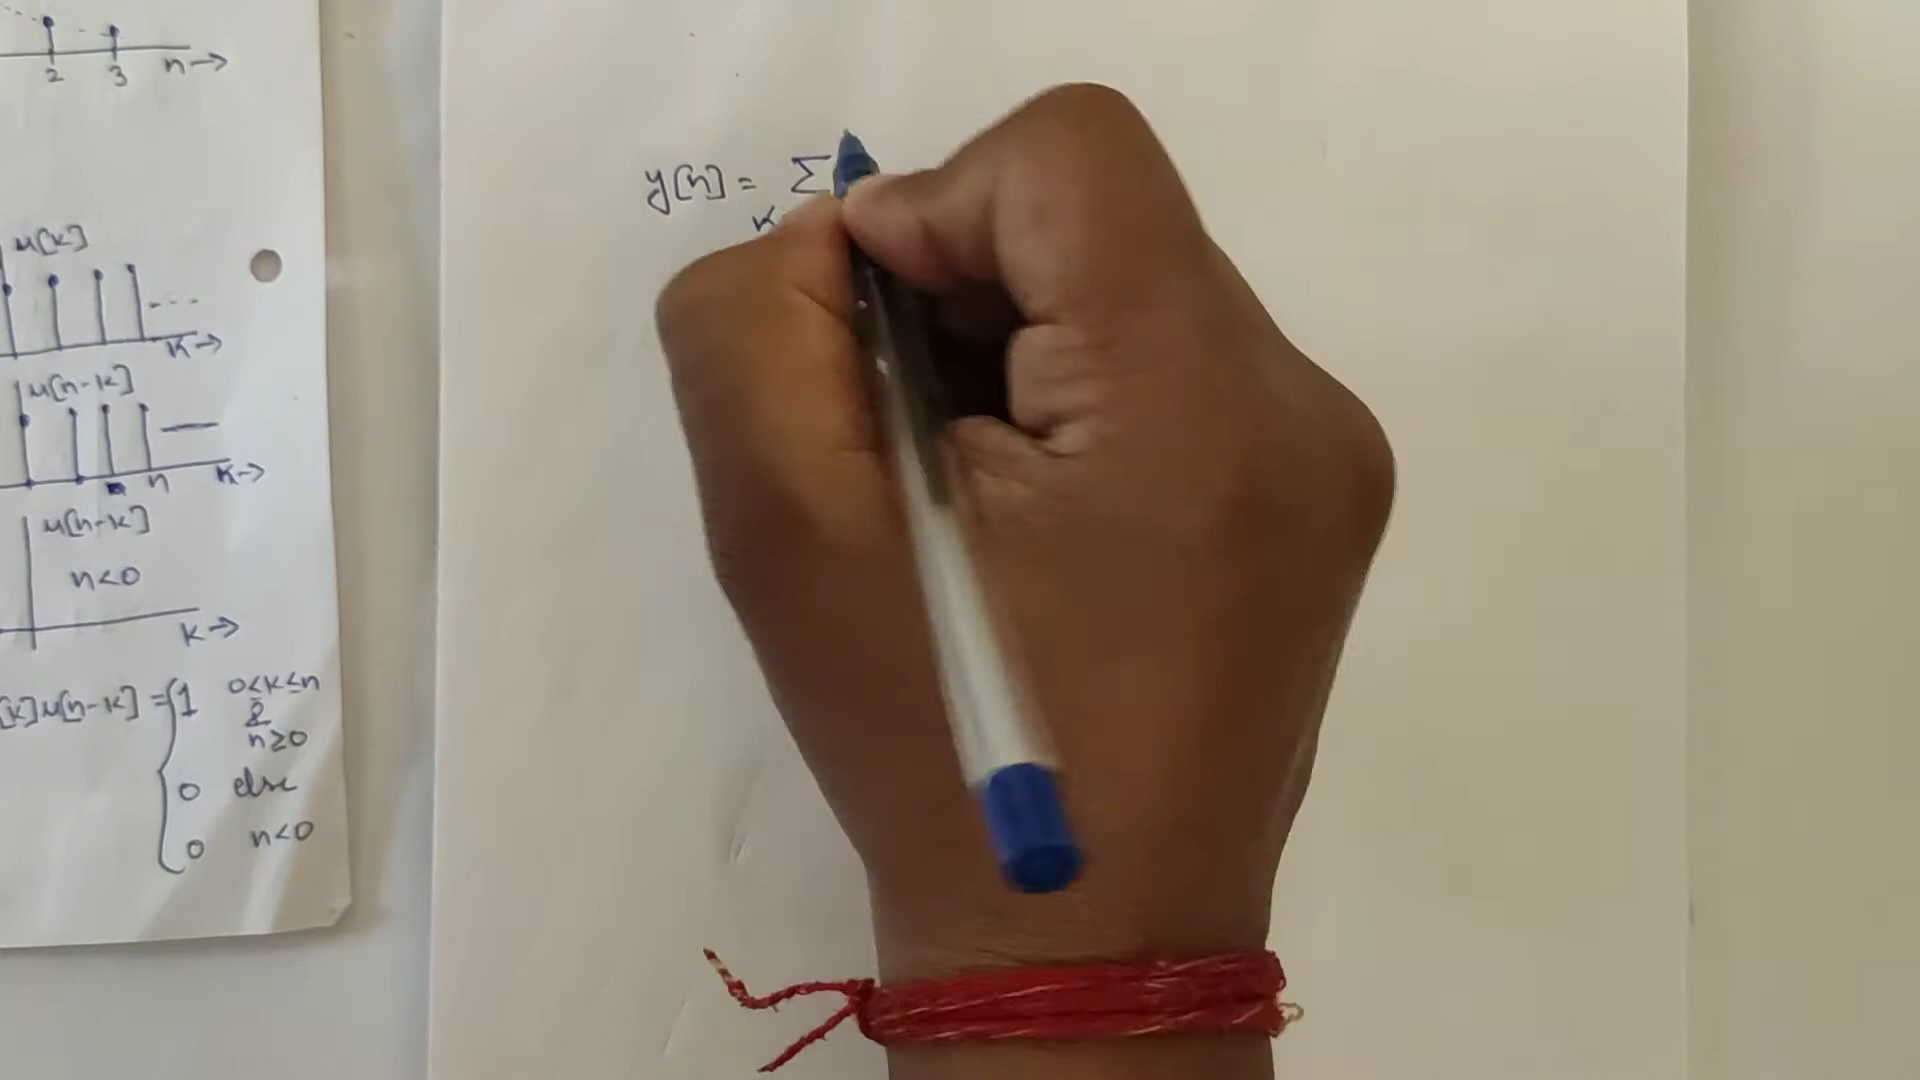 2 3 n→
u[k]
k→
u[n-k]
n k→
u[n-k]
n<0
k→
[k]u[n-k] = 1 0≤k≤n
&
n≥0
0 else
0 n<0
y[n] = Σ
k